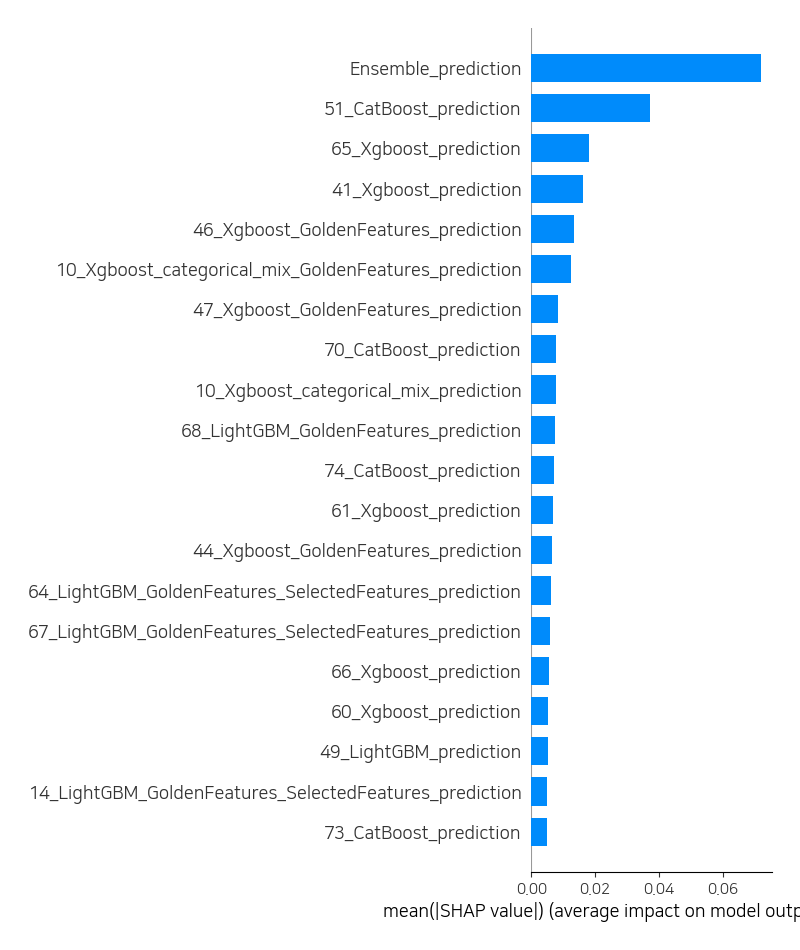 Ensemble_prediction
51_CatBoost_prediction
65_Xgboost_prediction
41_Xgboost_prediction
46_Xgboost_GoldenFeatures_prediction
10_Xgboost_categorical_mix_GoldenFeatures_prediction
47_Xgboost_GoldenFeatures_prediction
70_CatBoost_prediction
10_Xgboost_categorical_mix_prediction
68_LightGBM_GoldenFeatures_prediction
74_CatBoost_prediction
61_Xgboost_prediction
44_Xgboost_GoldenFeatures_prediction
64_LightGBM_GoldenFeatures_SelectedFeatures_prediction
67_LightGBM_GoldenFeatures_SelectedFeatures_prediction
66_Xgboost_prediction
60_Xgboost_prediction
49_LightGBM_prediction
14_LightGBM_GoldenFeatures_SelectedFeatures_prediction
73_CatBoost_prediction
0.00 0.02 0.04 0.06
mean(|SHAP value|) (average impact on model outp